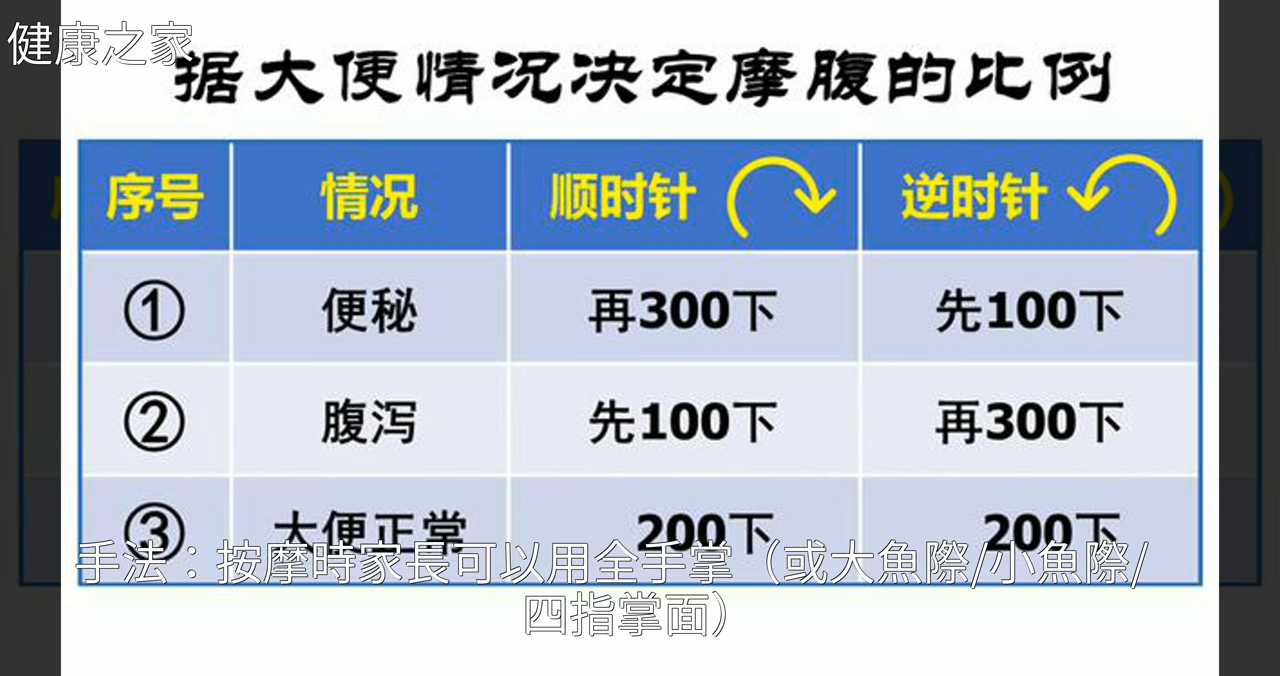 健康之家
据大便情况决定摩腹的比例
序号 情况 顺时针 逆时针
① 便秘 再300下 先100下
② 腹泻 先100下 再300下
③ 大便正常 200下 200下
手法：按摩時家長可以用全手掌（或大魚際/小魚際/
四指掌面）